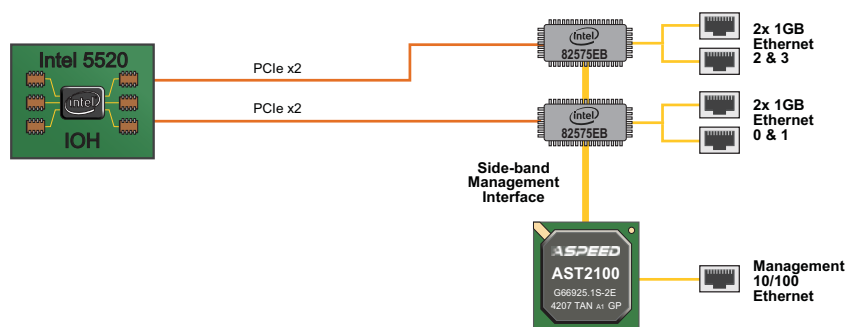 Intel 5520
intel
IOH
PCIe x2
PCIe x2
intel
82575EB
2x 1GB
Ethernet
2 & 3
intel
82575EB
2x 1GB
Ethernet
0 & 1
Side-band
Management
Interface
ASPEED
AST2100
G66925.1S-2E
4207 TAN A1 GP
Management
10/100
Ethernet